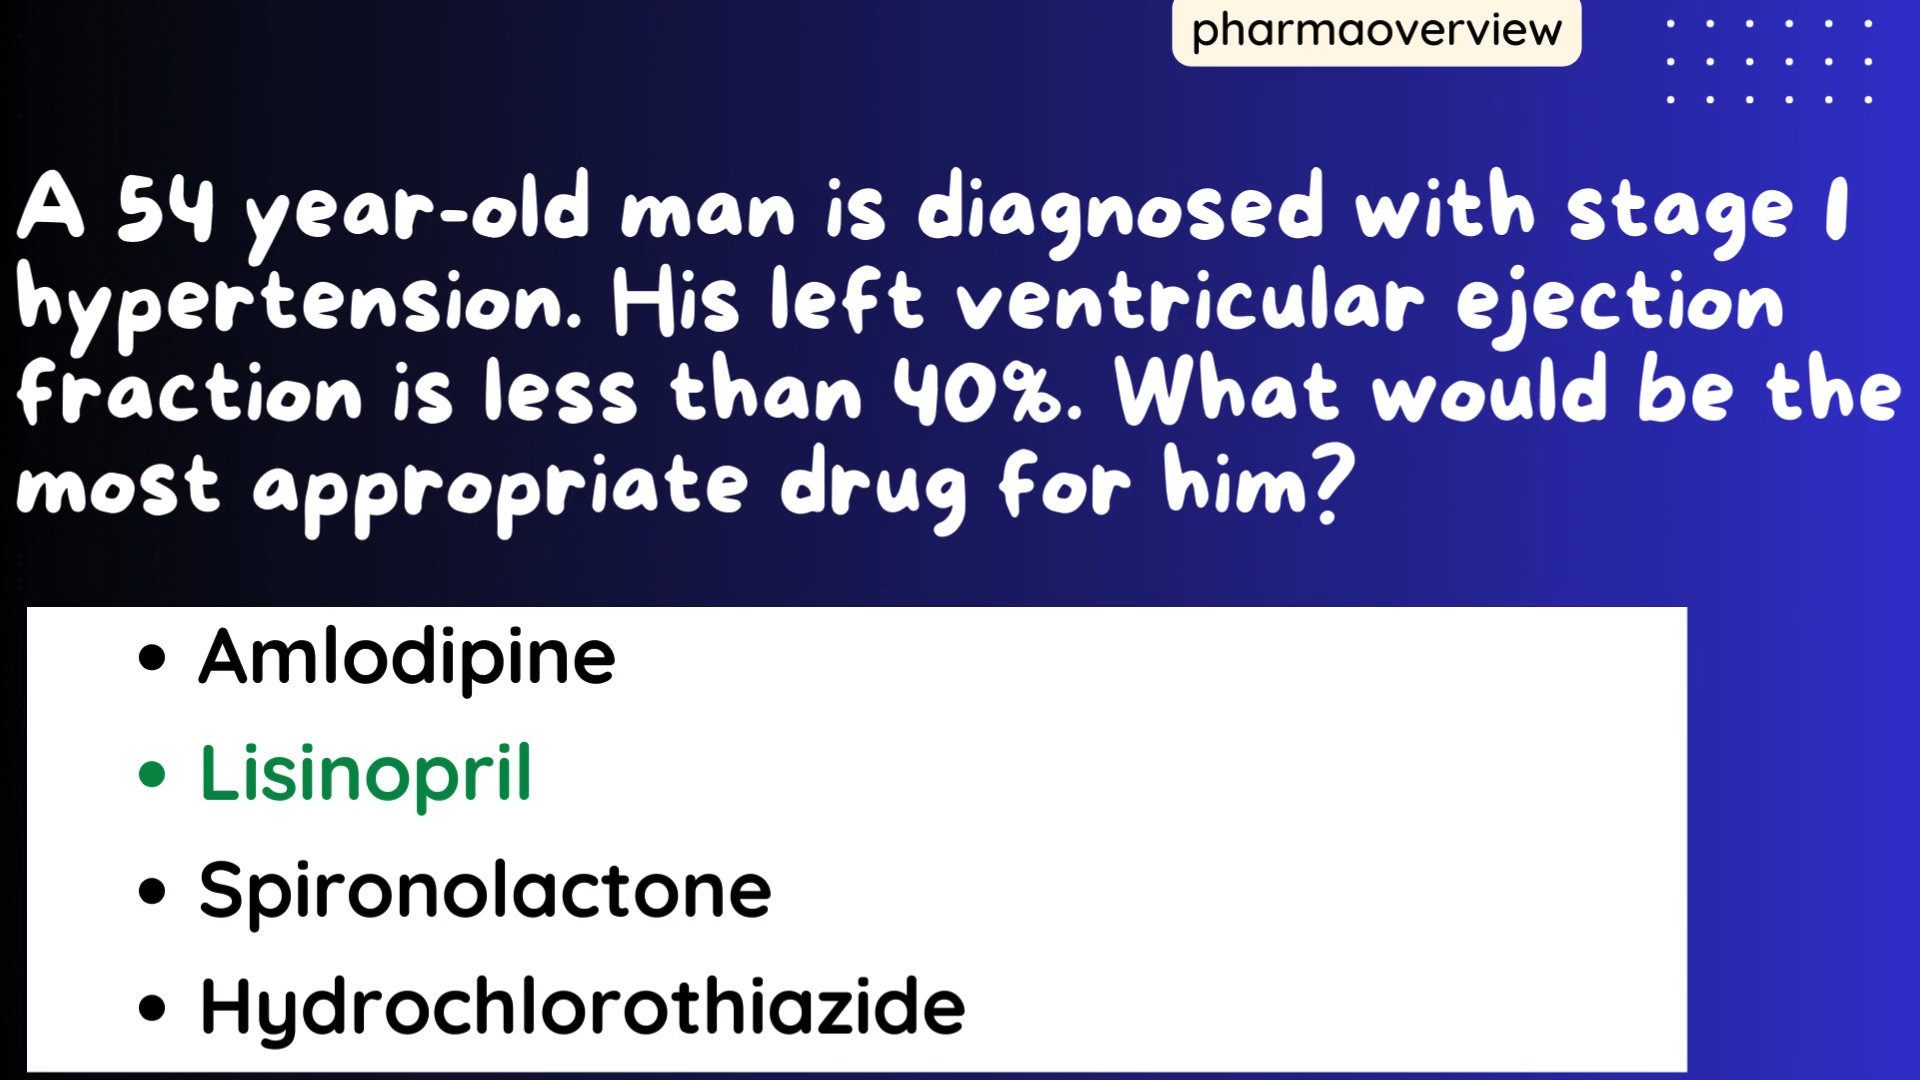 pharmaoverview
A 54 year-old man is diagnosed with stage 1
hypertension. His left ventricular ejection
fraction is less than 40%. What would be the
most appropriate drug for him?
• Amlodipine
• Lisinopril
• Spironolactone
• Hydrochlorothiazide